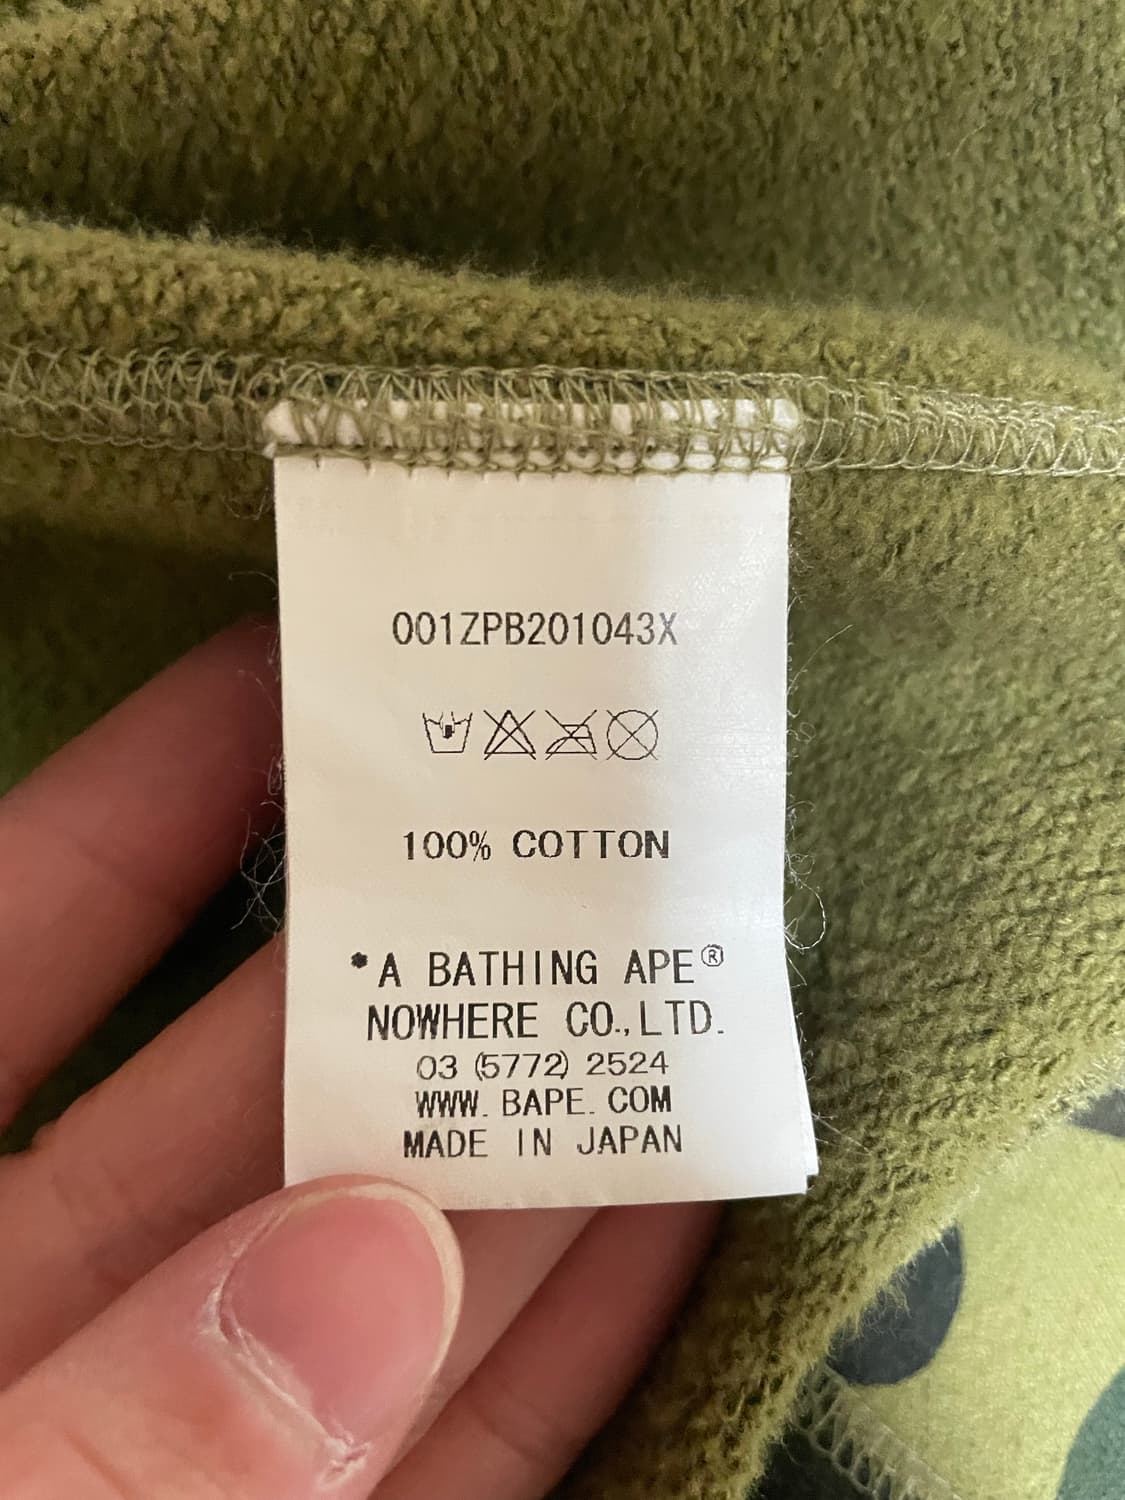 001ZPB201043X
100% COTTON
*A BATHING APE®
NOWHERE CO.,LTD.
03 (5772) 2524
WWW. BAPE. COM
MADE IN JAPAN